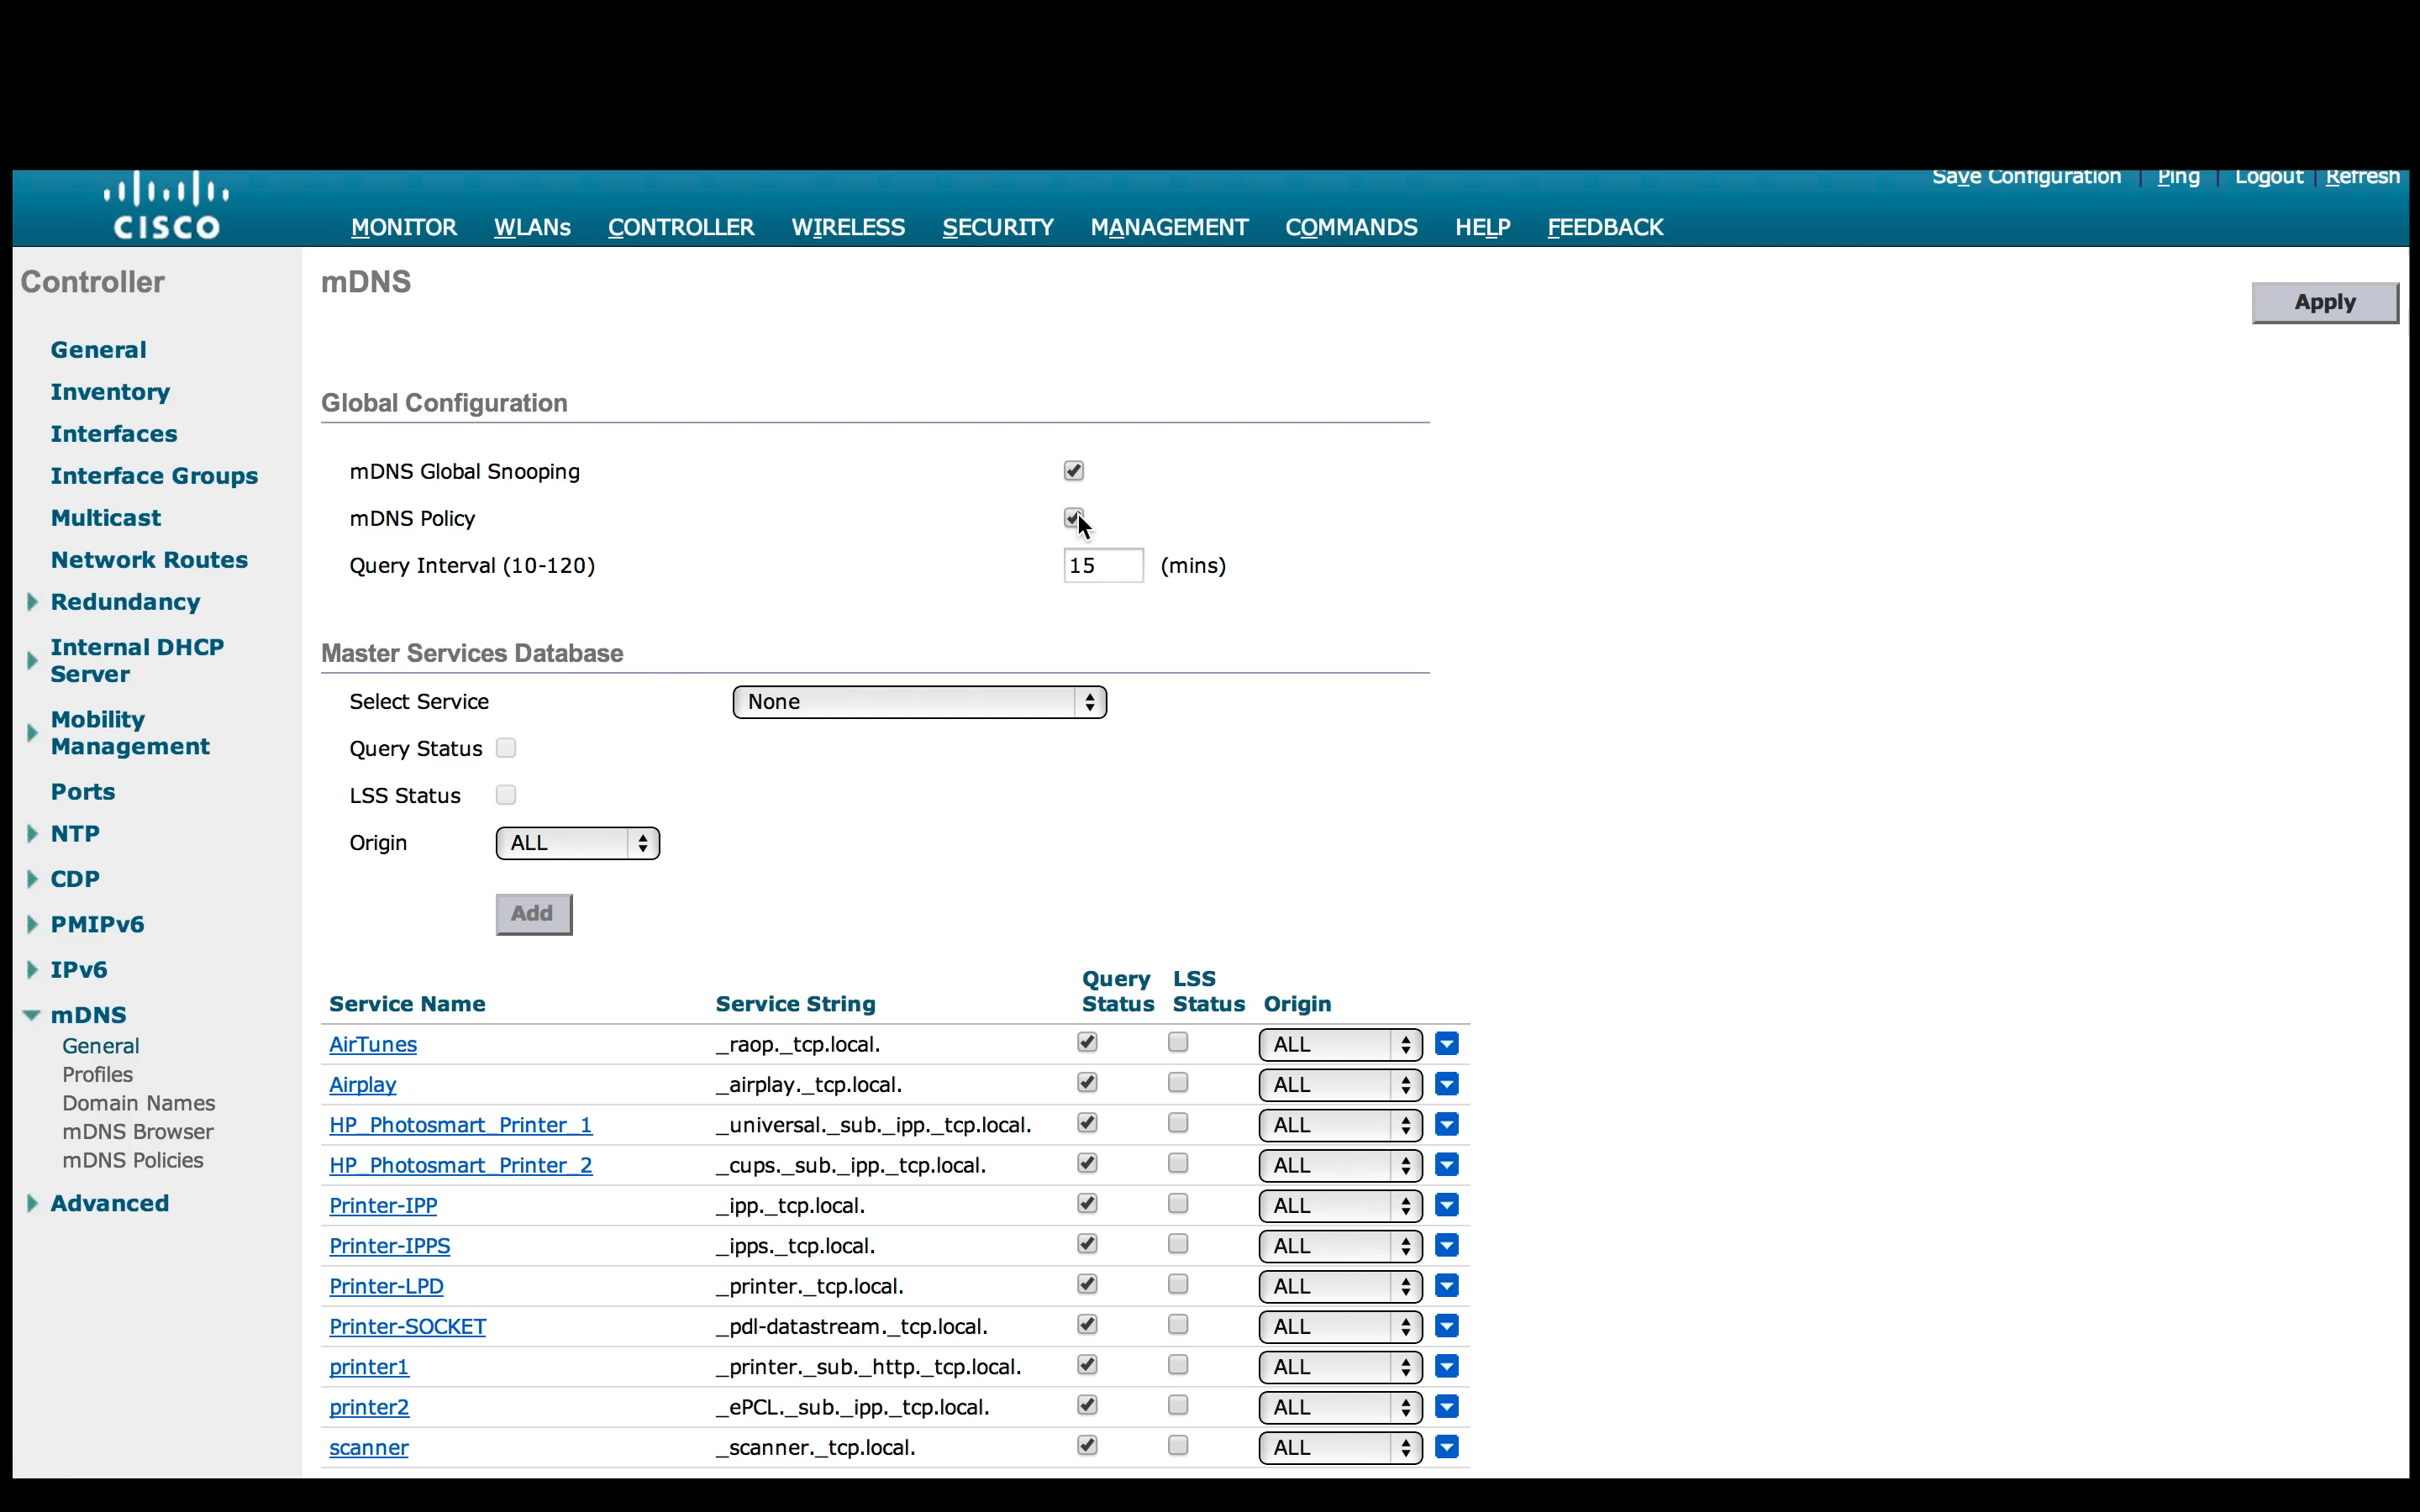 Save Configuration | Ping | Logout | Refresh
CISCO
MONITOR WLANs CONTROLLER WIRELESS SECURITY MANAGEMENT COMMANDS HELP FEEDBACK
Controller
General
Inventory
Interfaces
Interface Groups
Multicast
Network Routes
Redundancy
Internal DHCP
Server
Mobility
Management
Ports
NTP
CDP
PMIPv6
IPv6
mDNS
General
Profiles
Domain Names
mDNS Browser
mDNS Policies
Advanced
mDNS
Apply
Global Configuration
mDNS Global Snooping
mDNS Policy
Query Interval (10-120) 15 (mins)
Master Services Database
Select Service None
Query Status
LSS Status
Origin ALL
Add
Query LSS
Service Name Service String Status Status Origin
AirTunes _raop._tcp.local. ALL
Airplay _airplay._tcp.local. ALL
HP_Photosmart_Printer_1 _universal._sub._ipp._tcp.local. ALL
HP_Photosmart_Printer_2 _cups._sub._ipp._tcp.local. ALL
Printer-IPP _ipp._tcp.local. ALL
Printer-IPPS _ipps._tcp.local. ALL
Printer-LPD _printer._tcp.local. ALL
Printer-SOCKET _pdl-datastream._tcp.local. ALL
printer1 _printer._sub._http._tcp.local. ALL
printer2 _ePCL._sub._ipp._tcp.local. ALL
scanner _scanner._tcp.local. ALL